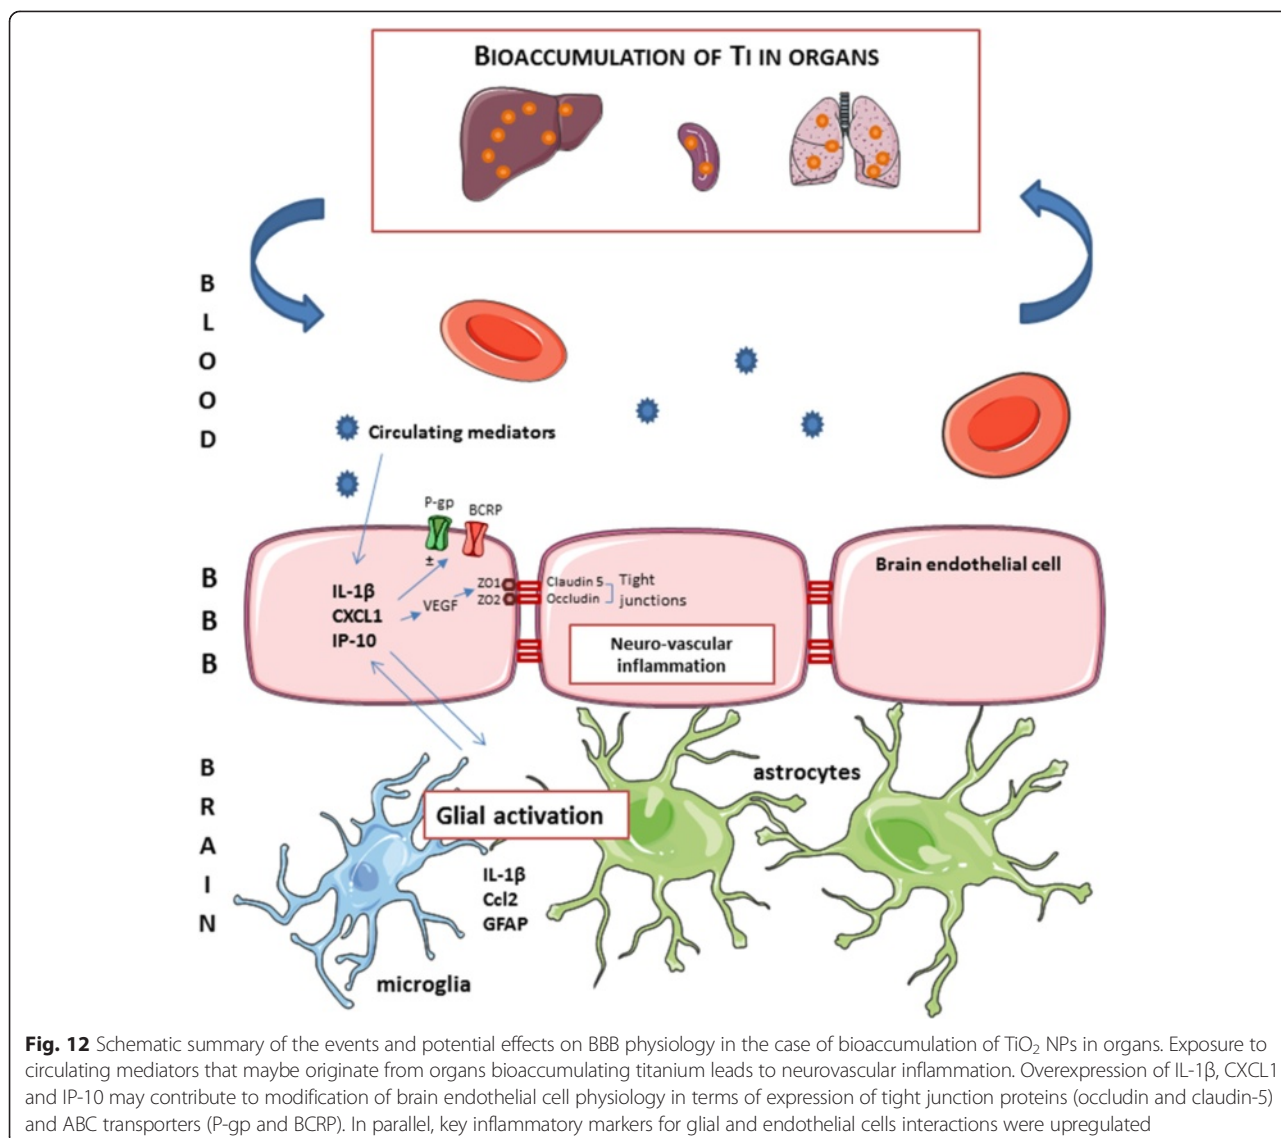 BIOACCUMULATION OF TI IN ORGANS
B
L
O
O
D
Circulating mediators
P-gp
BCRP
±
B
B
B
IL-1β
CXCL1
IP-10
VEGF
ZO1
ZO2
Claudin 5
Occludin
Tight
junctions
Neuro-vascular
inflammation
Brain endothelial cell
B
R
A
I
N
astrocytes
Glial activation
IL-1β
Ccl2
GFAP
microglia
Fig. 12 Schematic summary of the events and potential effects on BBB physiology in the case of bioaccumulation of TiO₂ NPs in organs. Exposure to
circulating mediators that maybe originate from organs bioaccumulating titanium leads to neurovascular inflammation. Overexpression of IL-1β, CXCL1
and IP-10 may contribute to modification of brain endothelial cell physiology in terms of expression of tight junction proteins (occludin and claudin-5)
and ABC transporters (P-gp and BCRP). In parallel, key inflammatory markers for glial and endothelial cells interactions were upregulated